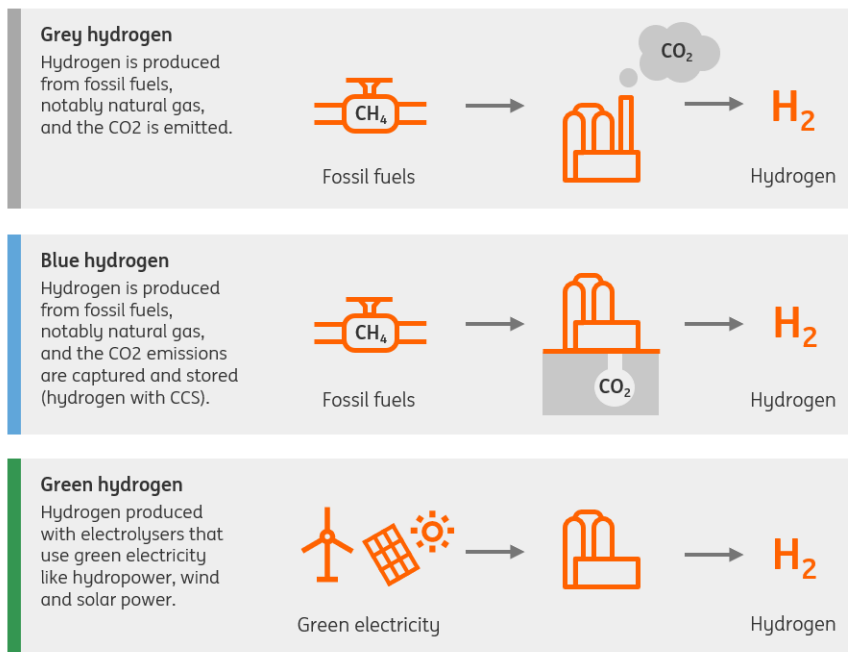 Grey hydrogen
Hydrogen is produced
from fossil fuels,
notably natural gas,
and the CO2 is emitted.
CH₄
Fossil fuels
CO₂
H₂
Hydrogen
Blue hydrogen
Hydrogen is produced
from fossil fuels,
notably natural gas,
and the CO2 emissions
are captured and stored
(hydrogen with CCS).
CH₄
Fossil fuels
CO₂
H₂
Hydrogen
Green hydrogen
Hydrogen produced
with electrolysers that
use green electricity
like hydropower, wind
and solar power.
Green electricity
H₂
Hydrogen